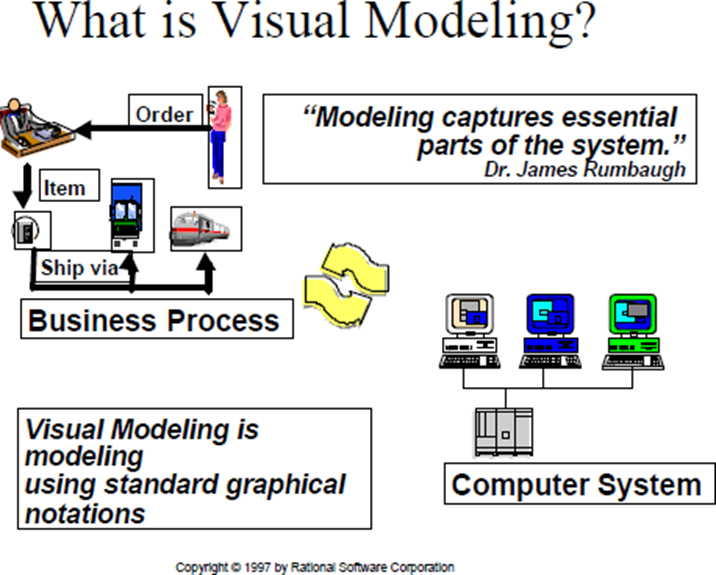 What is Visual Modeling?
Order
“Modeling captures essential
parts of the system.”
Dr. James Rumbaugh
Item
Ship via
Business Process
Visual Modeling is
modeling
using standard graphical
notations
Computer System
Copyright © 1997 by Rational Software Corporation